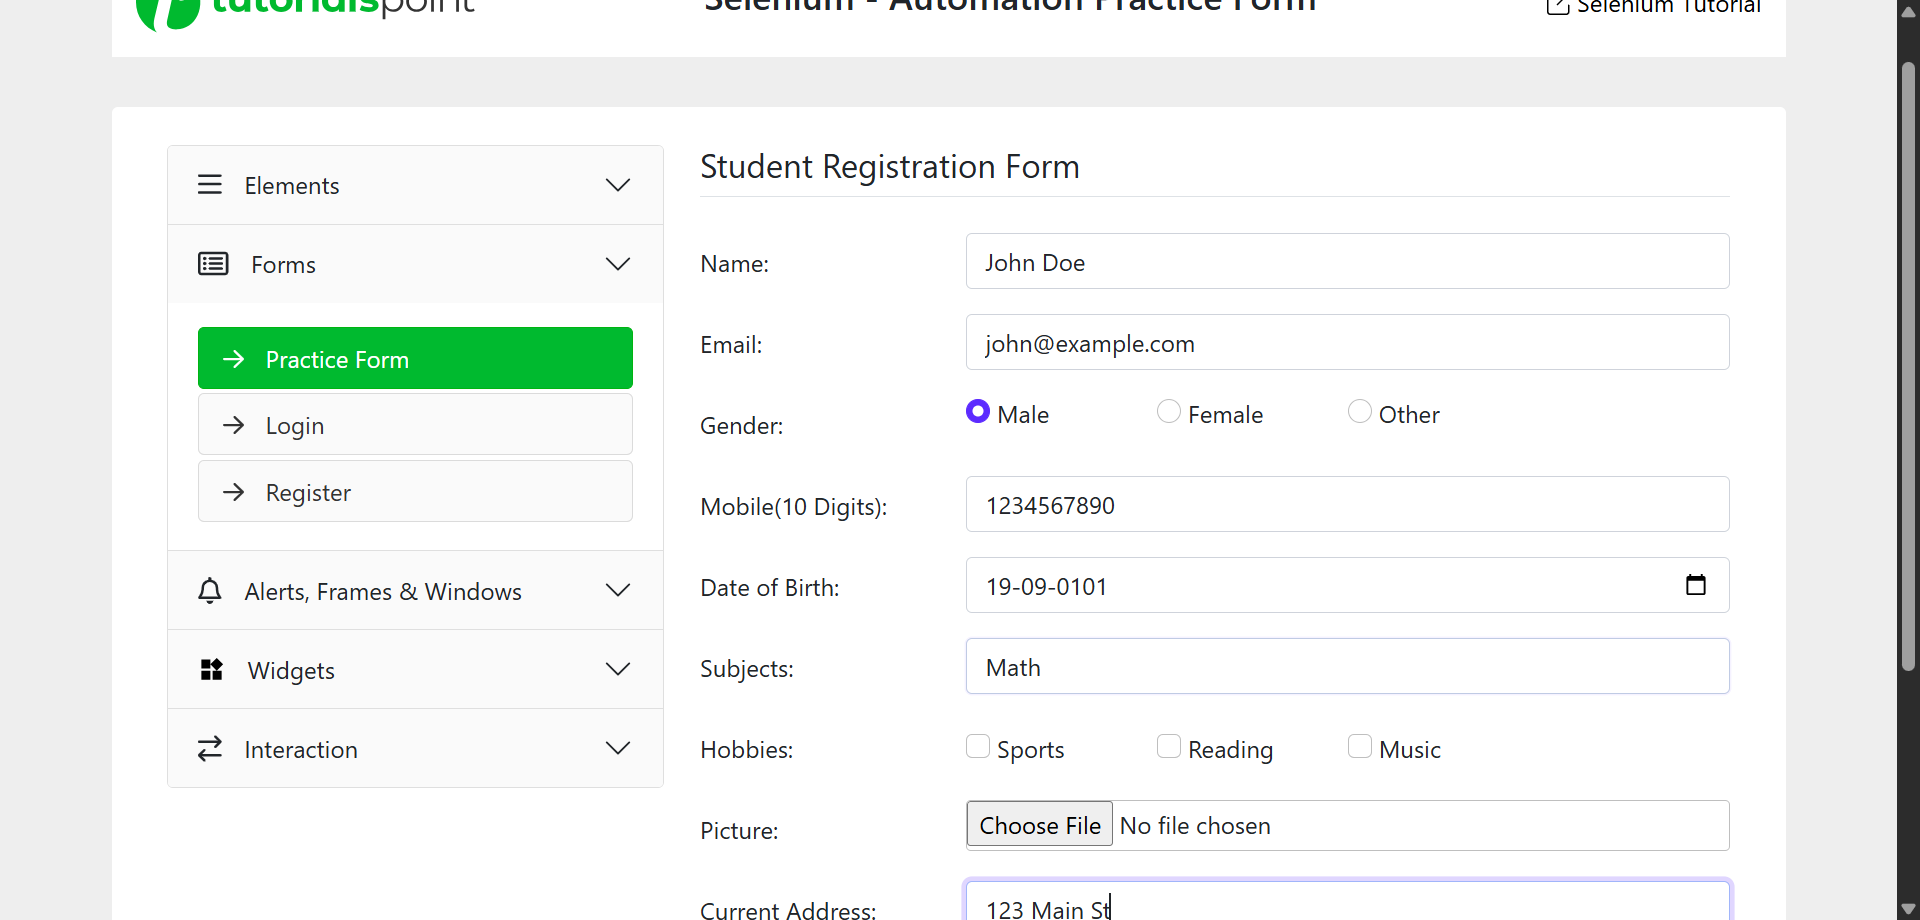 tutorialspoint
Selenium - Automation Practice Form
Selenium Tutorial
Elements
Forms
Practice Form
Login
Register
Alerts, Frames & Windows
Widgets
Interaction
Student Registration Form
Name:
John Doe
Email:
john@example.com
Gender:
Male
Female
Other
Mobile(10 Digits):
1234567890
Date of Birth:
19-09-0101
Subjects:
Math
Hobbies:
Sports
Reading
Music
Picture:
Choose File
No file chosen
Current Address:
123 Main St